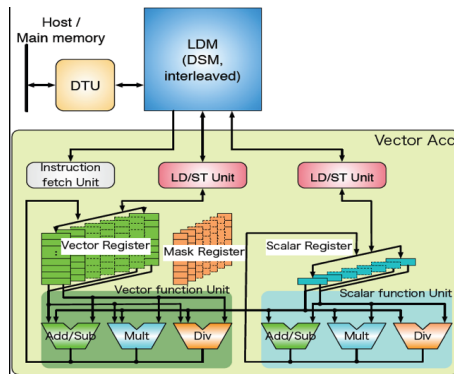 Host /
Main memory
LDM
(DSM,
interleaved)
DTU
Vector Acc
Instruction
fetch Unit
LD/ST Unit
LD/ST Unit
Vector Register
Mask Register
Scalar Register
Vector function Unit
Scalar function Unit
Add/Sub
Mult
Div
Add/Sub
Mult
Div